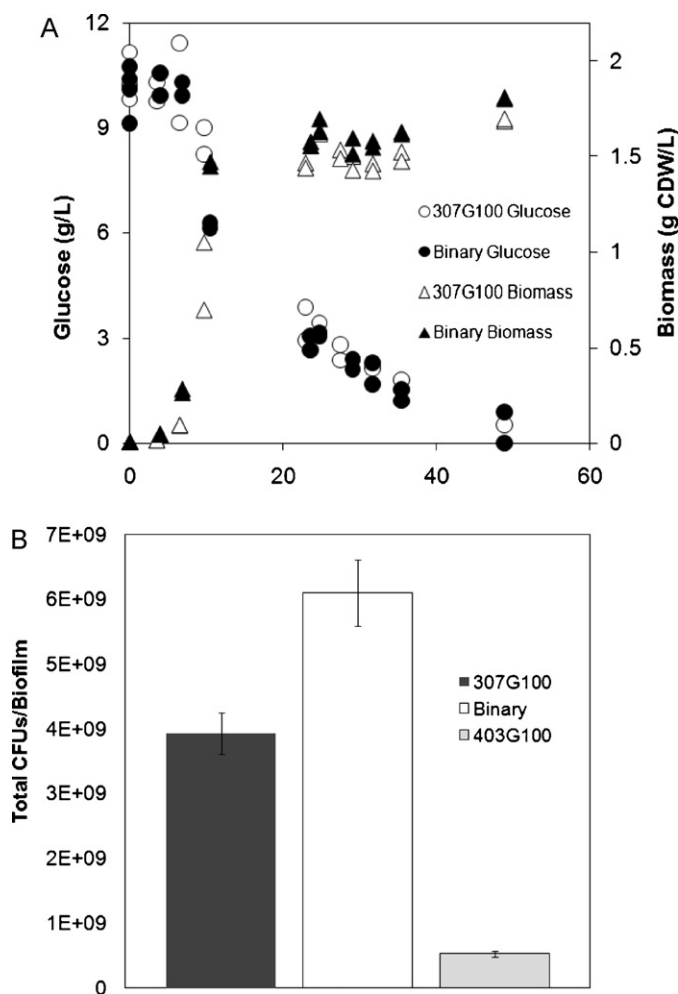 A
12
9
6
3
0
Glucose (g/L)
2
1.5
1
0.5
0
Biomass (g CDW/L)
307G100 Glucose
Binary Glucose
307G100 Biomass
Binary Biomass
0
20
40
60
B
7E+09
6E+09
5E+09
4E+09
3E+09
2E+09
1E+09
0
Total CFUs/Biofilm
307G100
Binary
403G100